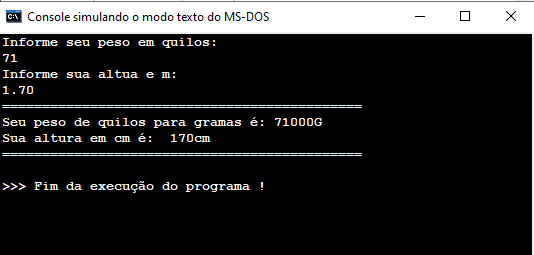 Console simulando o modo texto do MS-DOS
Informe seu peso em quilos:
71
Informe sua altua e m:
1.70
=============================================
Seu peso de quilos para gramas é: 71000G
Sua altura em cm é:  170cm
=============================================
>>> Fim da execução do programa !